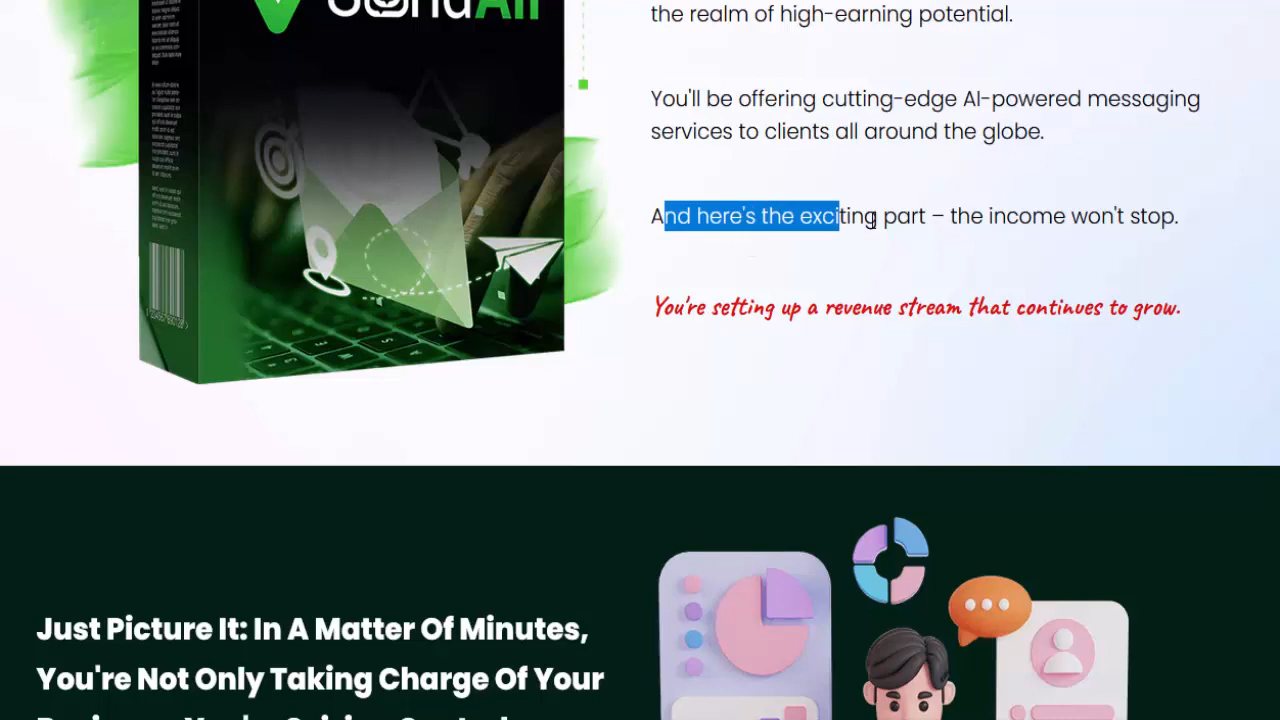 SendAii
the realm of high-earning potential.
You'll be offering cutting-edge AI-powered messaging
services to clients all around the globe.
And here's the exciting part – the income won't stop.
You're setting up a revenue stream that continues to grow.
Just Picture It: In A Matter Of Minutes,
You're Not Only Taking Charge Of Your